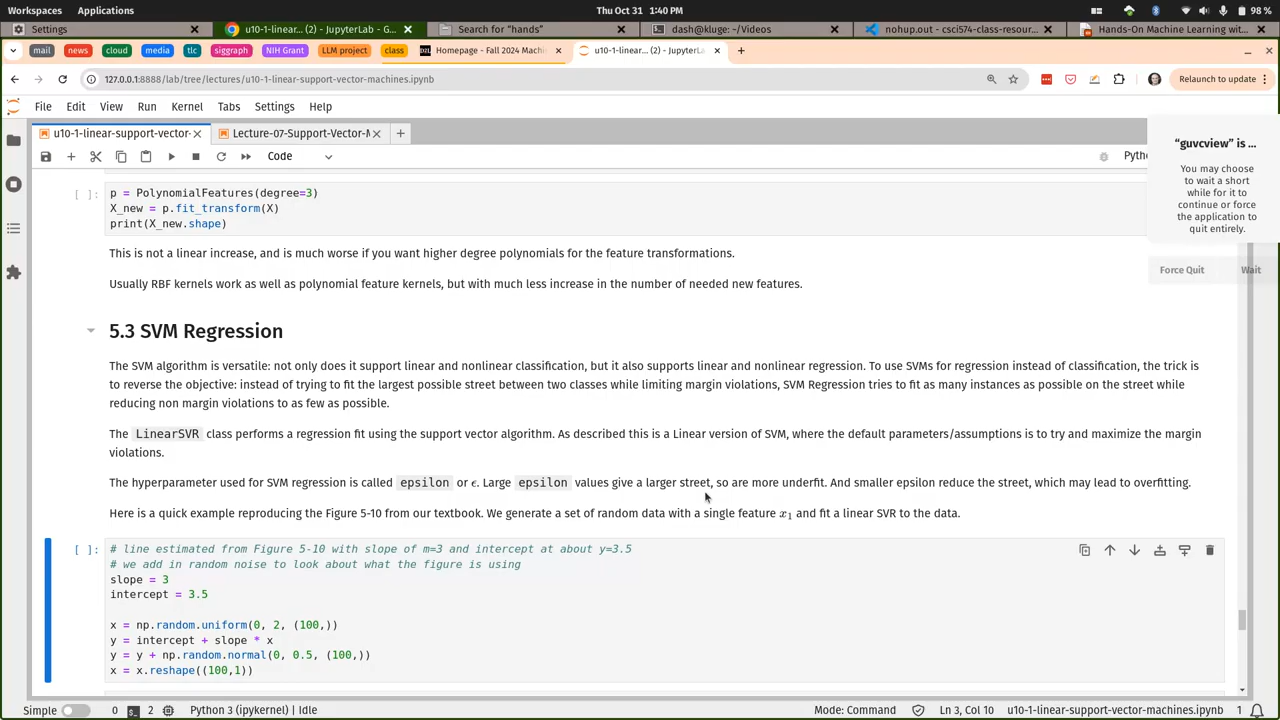 Workspaces Applications Thu Oct 31 1:40 PM 98 %
Settings u10-1-linear... (2) - JupyterLab - G... Search for “hands” dash@kluge: ~/Videos nohup.out - csci574-class-resour... Hands-On Machine Learning wit...
mail news cloud media tlc siggraph NIH Grant LLM project class Homepage - Fall 2024 Machin u10-1-linear... (2) - JupyterLab
127.0.0.1:8888/lab/tree/lectures/u10-1-linear-support-vector-machines.ipynb Relaunch to update
File Edit View Run Kernel Tabs Settings Help
u10-1-linear-support-vector- Lecture-07-Support-Vector-M
Code Pyth
“guvcview” is ...
You may choose
to wait a short
while for it to
continue or force
the application to
quit entirely.
Force Quit Wait
[ ]: p = PolynomialFeatures(degree=3)
X_new = p.fit_transform(X)
print(X_new.shape)
This is not a linear increase, and is much worse if you want higher degree polynomials for the feature transformations.
Usually RBF kernels work as well as polynomial feature kernels, but with much less increase in the number of needed new features.
5.3 SVM Regression
The SVM algorithm is versatile: not only does it support linear and nonlinear classification, but it also supports linear and nonlinear regression. To use SVMs for regression instead of classification, the trick is
to reverse the objective: instead of trying to fit the largest possible street between two classes while limiting margin violations, SVM Regression tries to fit as many instances as possible on the street while
reducing non margin violations to as few as possible.
The LinearSVR class performs a regression fit using the support vector algorithm. As described this is a Linear version of SVM, where the default parameters/assumptions is to try and maximize the margin
violations.
The hyperparameter used for SVM regression is called epsilon or ϵ. Large epsilon values give a larger street, so are more underfit. And smaller epsilon reduce the street, which may lead to overfitting.
Here is a quick example reproducing the Figure 5-10 from our textbook. We generate a set of random data with a single feature x₁ and fit a linear SVR to the data.
[ ]: # line estimated from Figure 5-10 with slope of m=3 and intercept at about y=3.5
# we add in random noise to look about what the figure is using
slope = 3
intercept = 3.5
x = np.random.uniform(0, 2, (100,))
y = intercept + slope * x
y = y + np.random.normal(0, 0.5, (100,))
x = x.reshape((100,1))
Simple 0 2 Python 3 (ipykernel) | Idle Mode: Command Ln 3, Col 10 u10-1-linear-support-vector-machines.ipynb 1